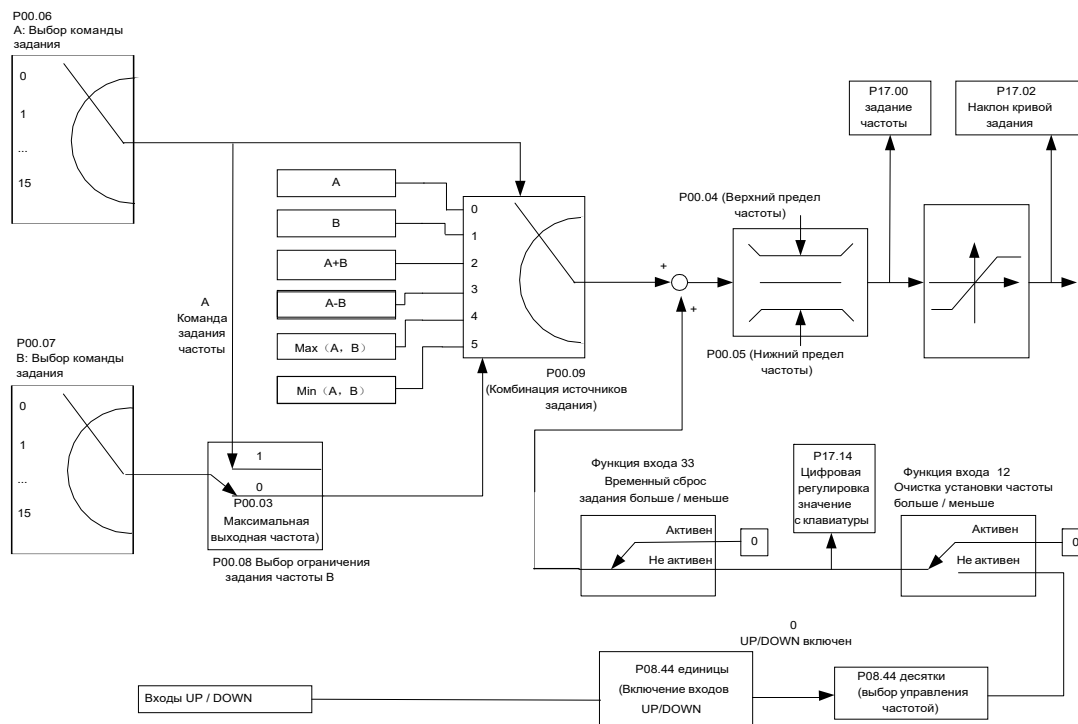 P00.06
A: Выбор команды
задания
0
1
...
15
A
B
A+B
A-B
Max (A, B)
Min (A, B)
0
1
2
3
4
5
P00.09
(Комбинация источников
задания)
A
Команда
задания
частоты
P00.07
B: Выбор команды
задания
0
1
...
15
1
0
P00.03
Максимальная
выходная частота)
P00.08 Выбор ограничения
задания частоты B
+
+
P00.04 (Верхний предел
частоты)
P00.05 (Нижний предел
частоты)
P17.00
задание
частоты
P17.02
Наклон кривой
задания
Функция входа 33
Временный сброс
задания больше / меньше
Активен
Не активен
0
P17.14
Цифровая
регулировка
значение
с клавиатуры
Функция входа 12
Очистка установки частоты
больше / меньше
Активен
Не активен
0
0
UP/DOWN включен
Входы UP / DOWN
P08.44 единицы
(Включение входов
UP/DOWN
P08.44 десятки
(выбор управления
частотой)